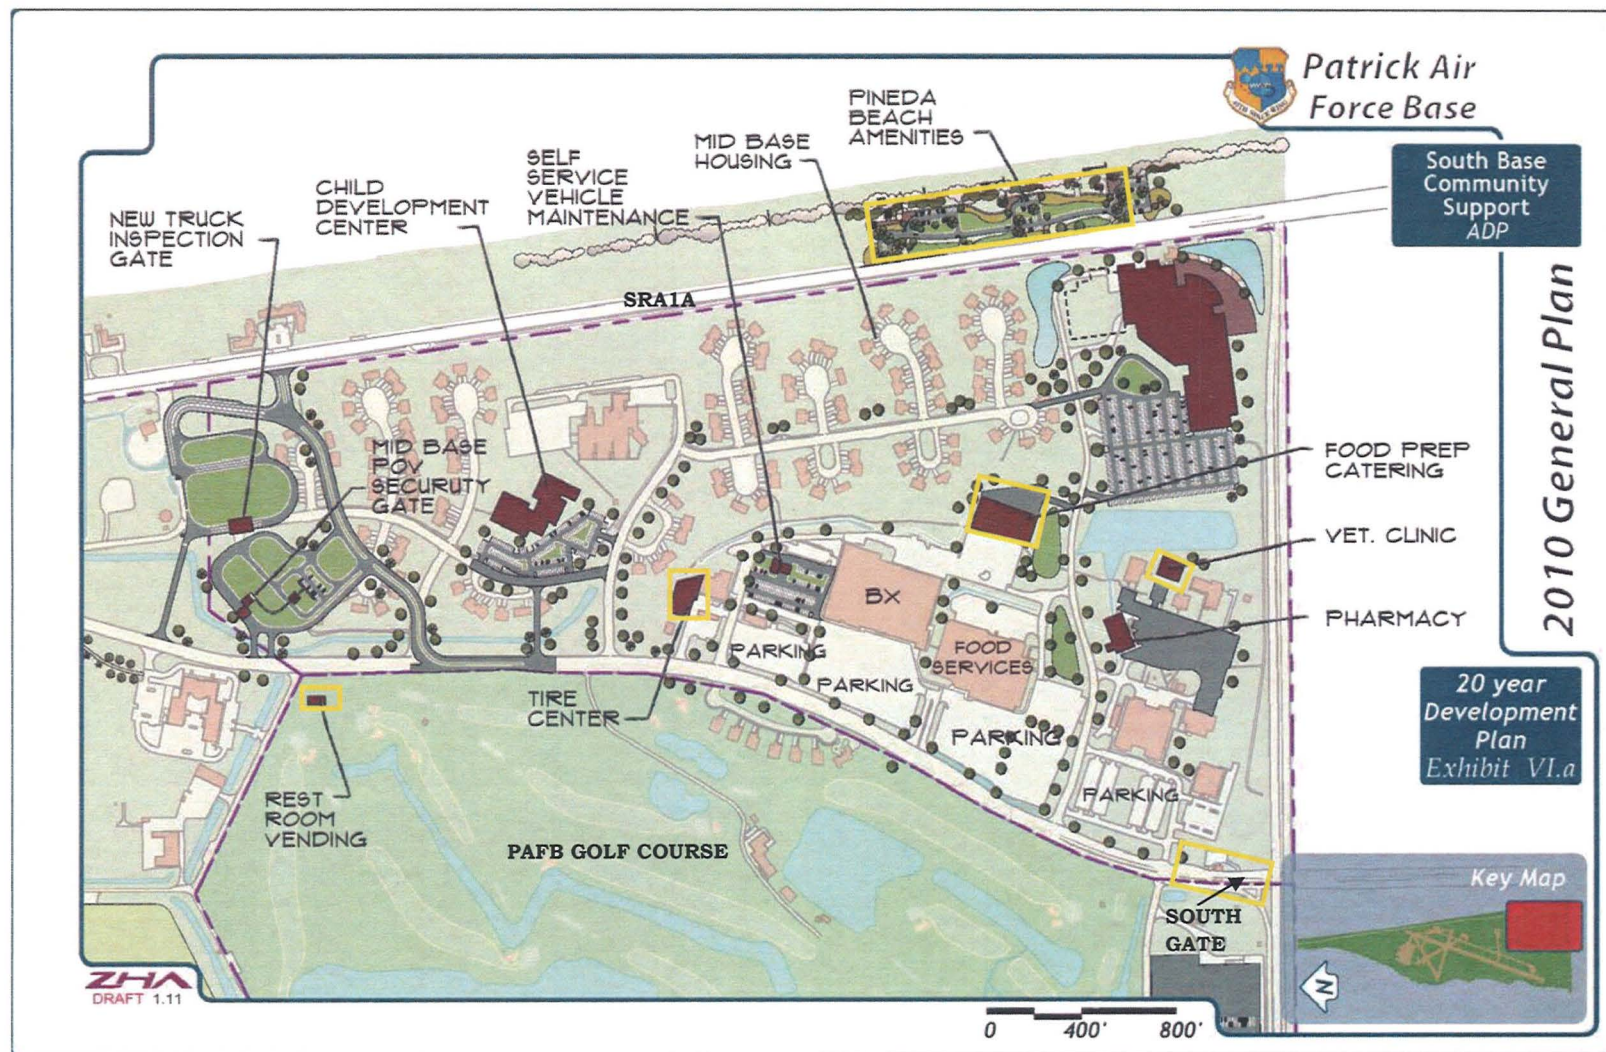 Patrick Air
Force Base
South Base
Community
Support
ADP
2010 General Plan
20 year
Development
Plan
Exhibit VI.a
PINEDA
BEACH
AMENITIES
MID BASE
HOUSING
SELF
SERVICE
VEHICLE
MAINTENANCE
CHILD
DEVELOPMENT
CENTER
NEW TRUCK
INSPECTION
GATE
SRA1A
MID BASE
POV
SECURUTY
GATE
FOOD PREP
CATERING
VET. CLINIC
PHARMACY
BX
FOOD
SERVICES
PARKING
PARKING
PARKING
PARKING
TIRE
CENTER
REST
ROOM
VENDING
PAFB GOLF COURSE
SOUTH
GATE
Key Map
N
ZHA
DRAFT 1.11
0 400' 800'